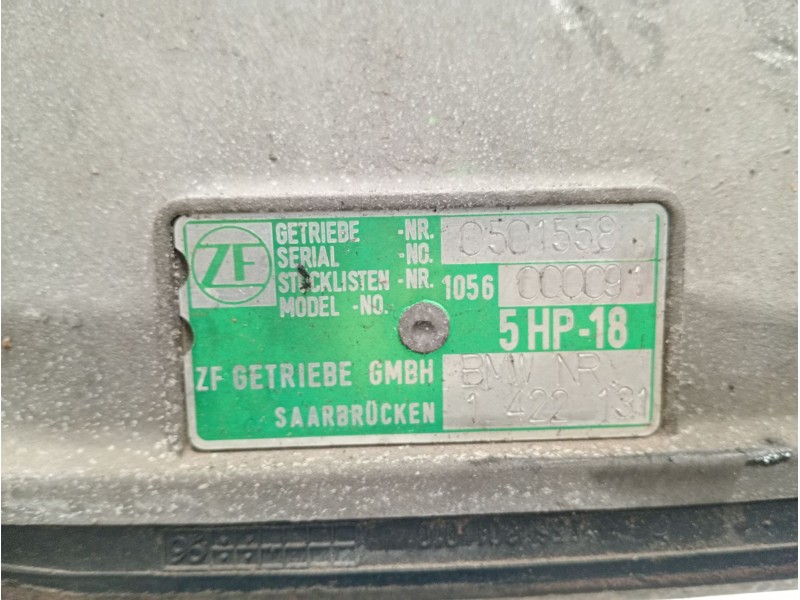 ZF
GETRIEBE -NR. 0501558
SERIAL -NO.
STÜCKLISTEN -NR. 1056 000091
MODEL -NO.
5 HP-18
ZF GETRIEBE GMBH BMW NR
SAARBRÜCKEN 1 422 131